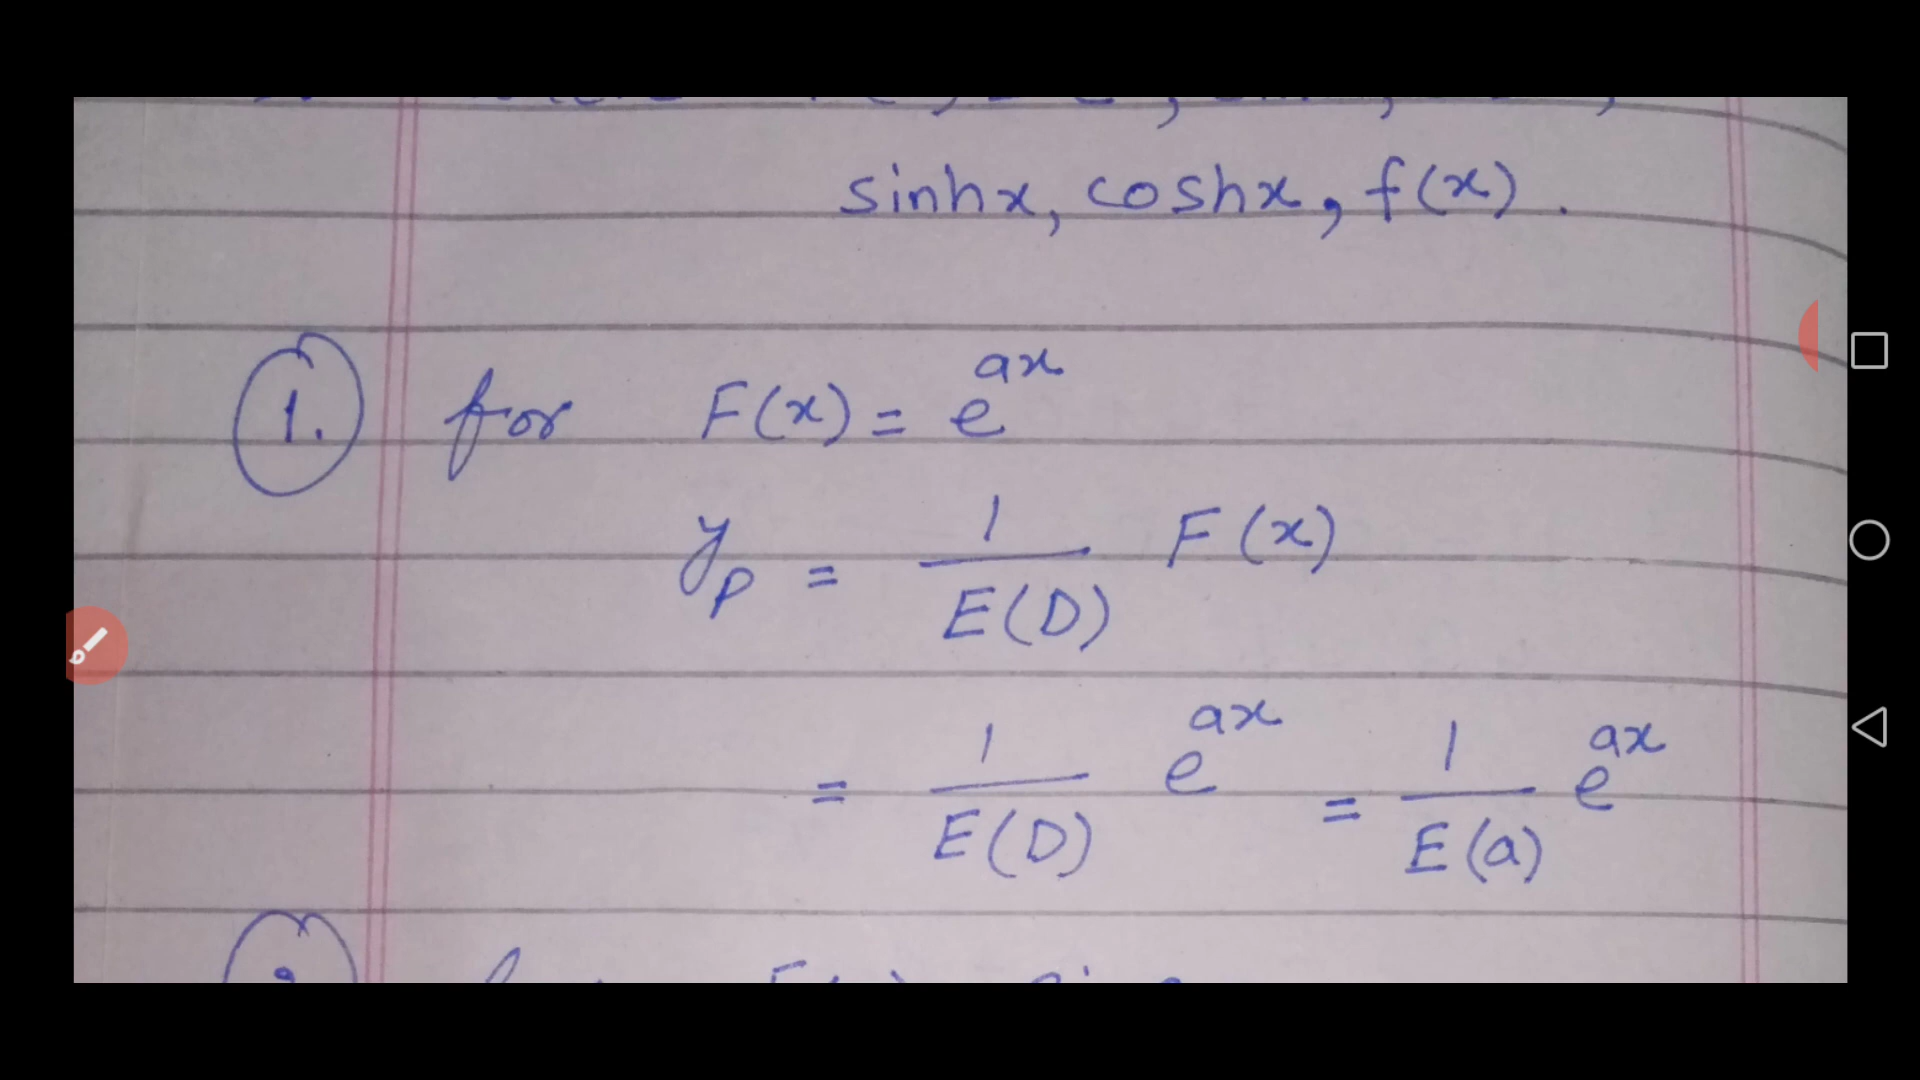 sinhx, coshx, f(x).
1. for F(x) = e^ax
y_p = 1/E(D) F(x)
= 1/E(D) e^ax = 1/E(a) e^ax